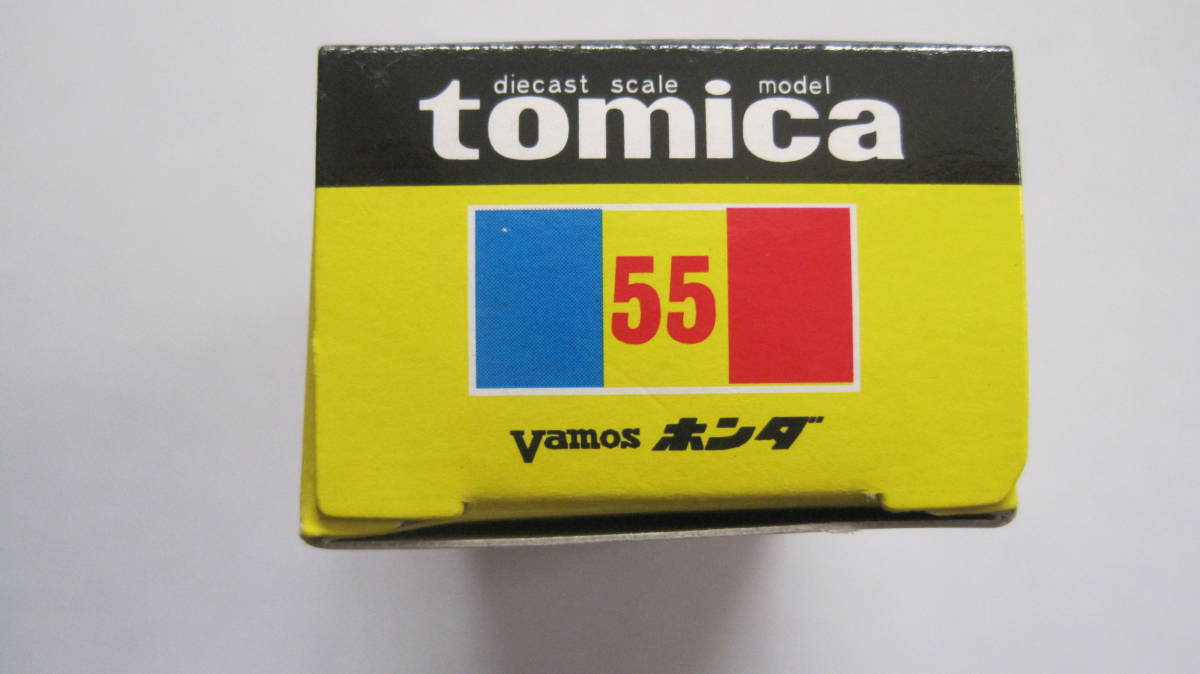 diecast scale model
tomica
55
Vamos ホンダ